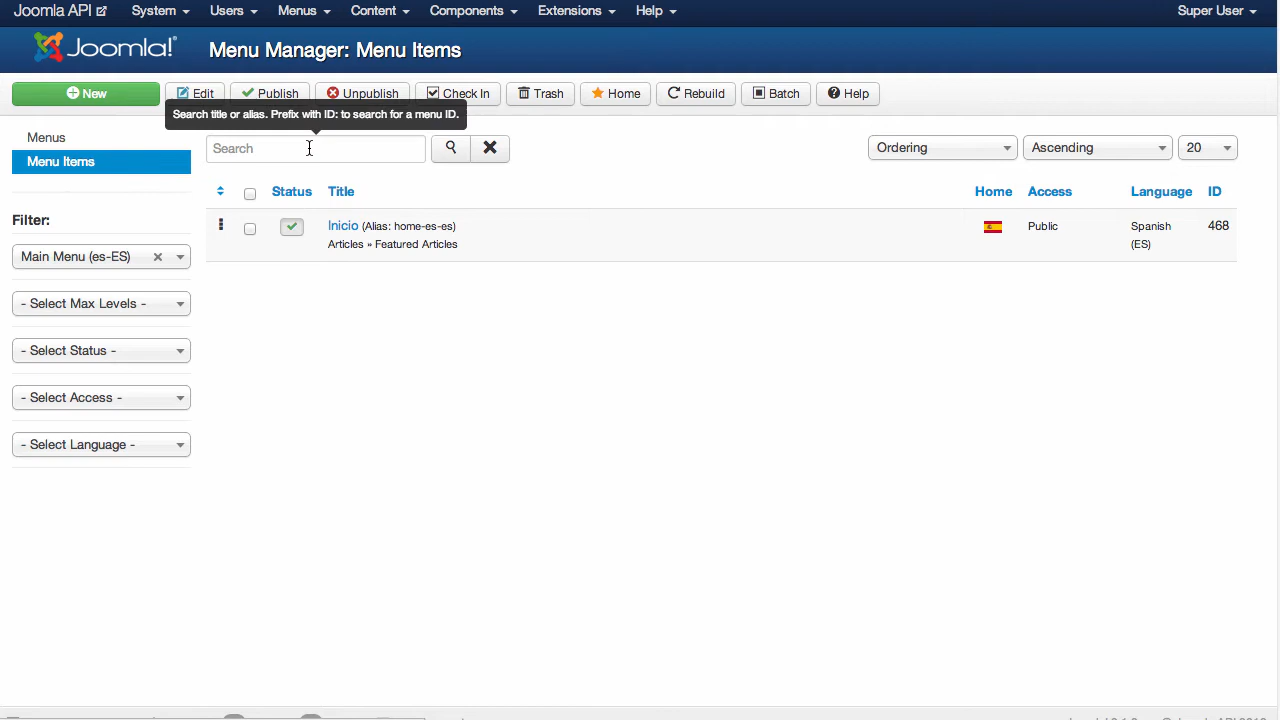 Joomla API System Users Menus Content Components Extensions Help Super User
Joomla!® Menu Manager: Menu Items
New Edit Publish Unpublish Check In Trash Home Rebuild Batch Help
Search title or alias. Prefix with ID: to search for a menu ID.
Menus
Search Ordering Ascending 20
Menu Items
Status Title Home Access Language ID
Filter:
Inicio (Alias: home-es-es) Public Spanish 468
Articles » Featured Articles (ES)
Main Menu (es-ES)
- Select Max Levels -
- Select Status -
- Select Access -
- Select Language -